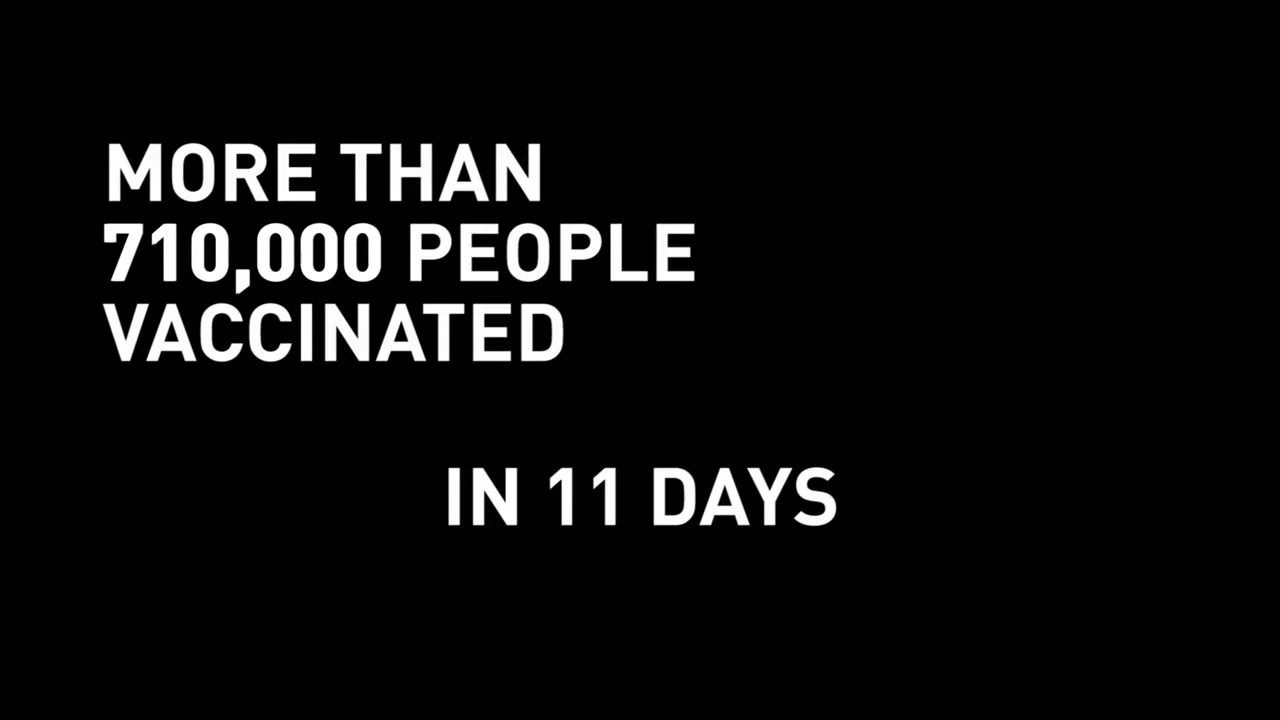 MORE THAN
710,000 PEOPLE
VACCINATED
IN 11 DAYS